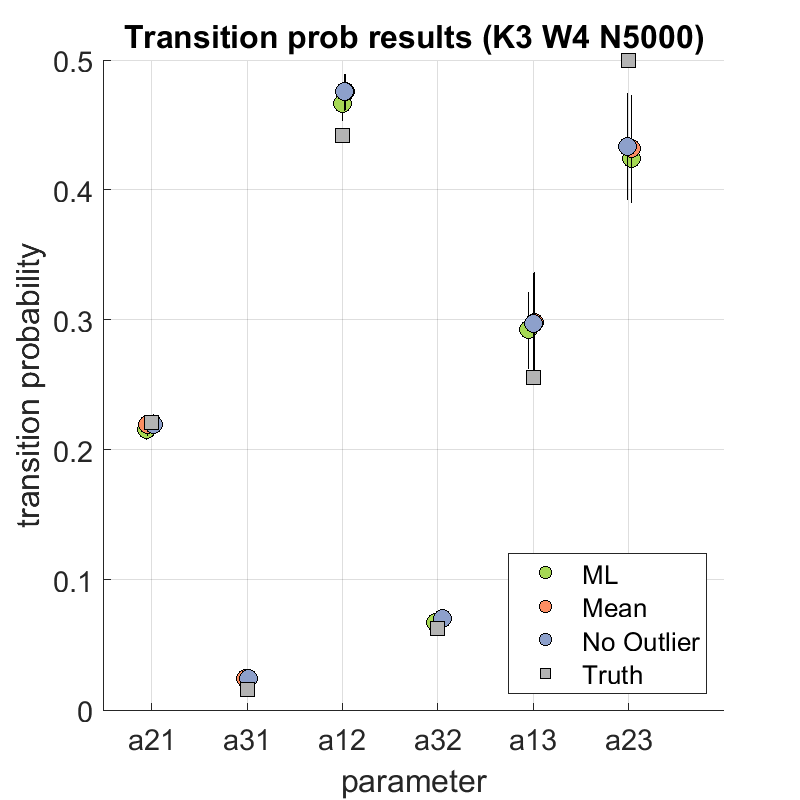 Transition prob results (K3 W4 N5000)
0.5
0.4
0.3
0.2
0.1
0
transition probability
a21 a31 a12 a32 a13 a23
parameter
ML
Mean
No Outlier
Truth